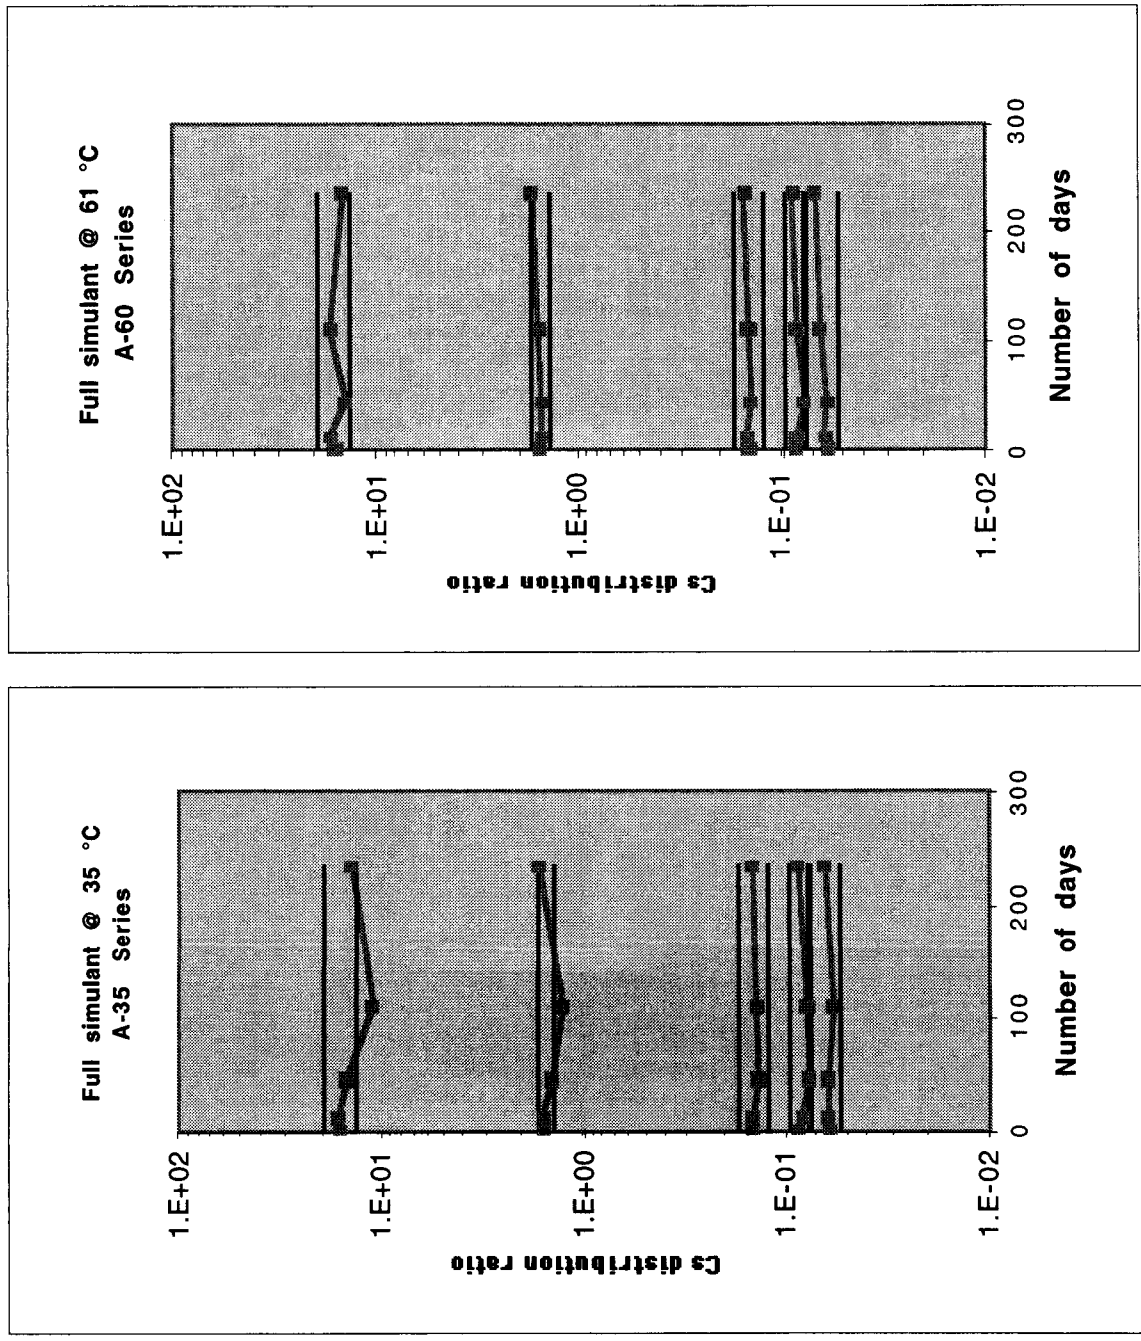 Full simulant @ 35 °C
A-35 Series
1.E+02
1.E+01
1.E+00
1.E-01
1.E-02
Cs distribution ratio
0
100
200
300
Number of days
Full simulant @ 61 °C
A-60 Series
1.E+02
1.E+01
1.E+00
1.E-01
1.E-02
Cs distribution ratio
0
100
200
300
Number of days